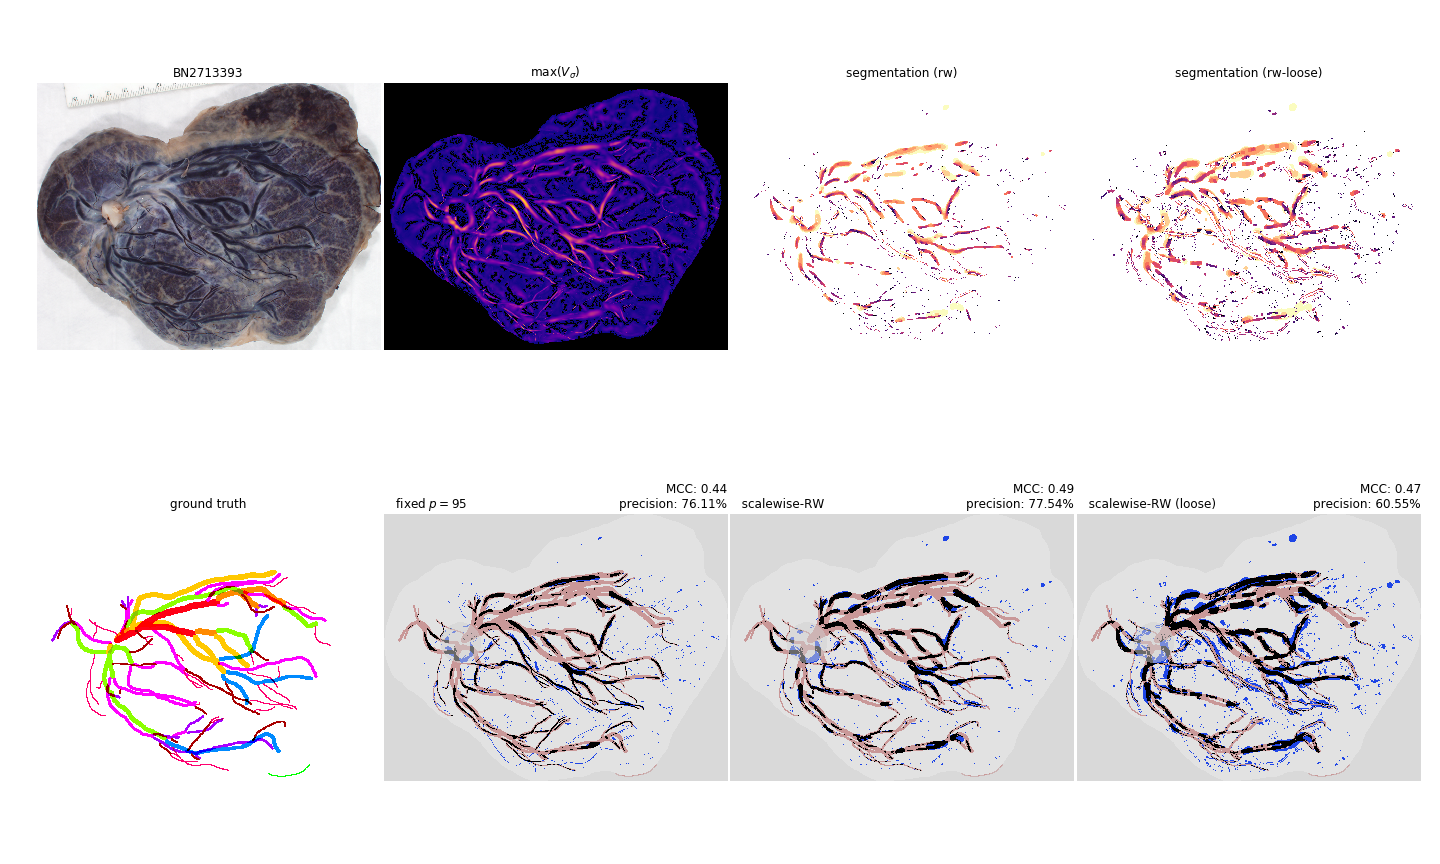 BN2713393
max(V_σ)
segmentation (rw)
segmentation (rw-loose)
ground truth
fixed p = 95
MCC: 0.44
precision: 76.11%
scalewise-RW
MCC: 0.49
precision: 77.54%
scalewise-RW (loose)
MCC: 0.47
precision: 60.55%